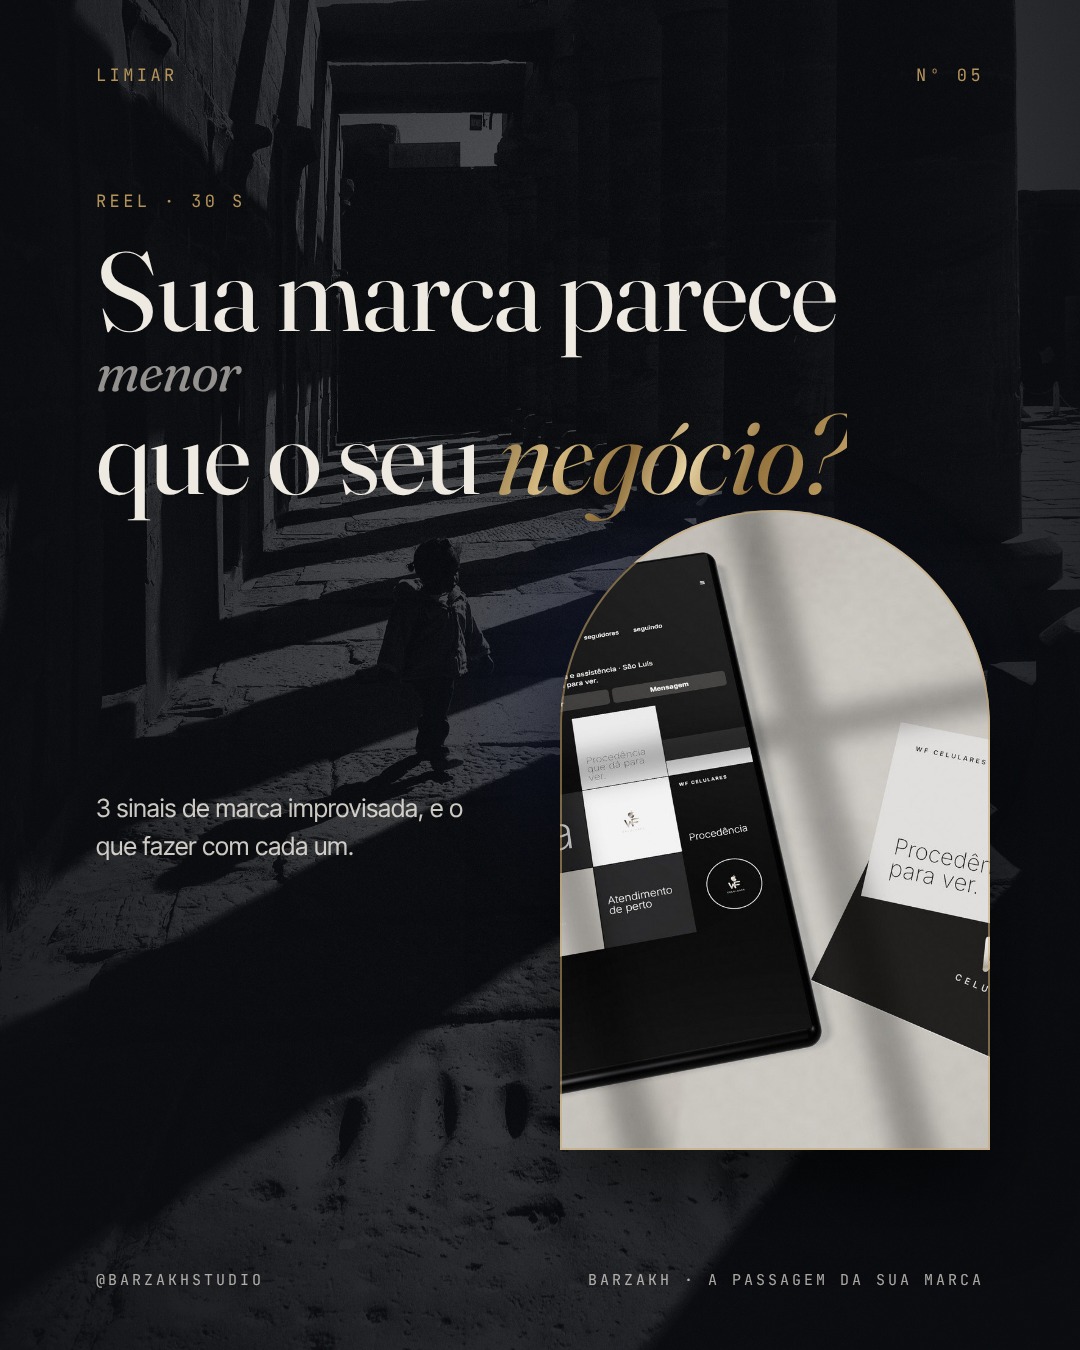 LIMIAR
N° 05
REEL · 30 S
Sua marca parece
menor
que o seu negócio?
3 sinais de marca improvisada, e o
que fazer com cada um.
seguidores seguindo
e assistência · São Luís
para ver.
Mensagem
Procedência
que dá para
ver.
WF CELULARES
Procedência
Atendimento
de perto
WF
WF CELULARES
para ver.
@BARZAKHSTUDIO
BARZAKH · A PASSAGEM DA SUA MARCA